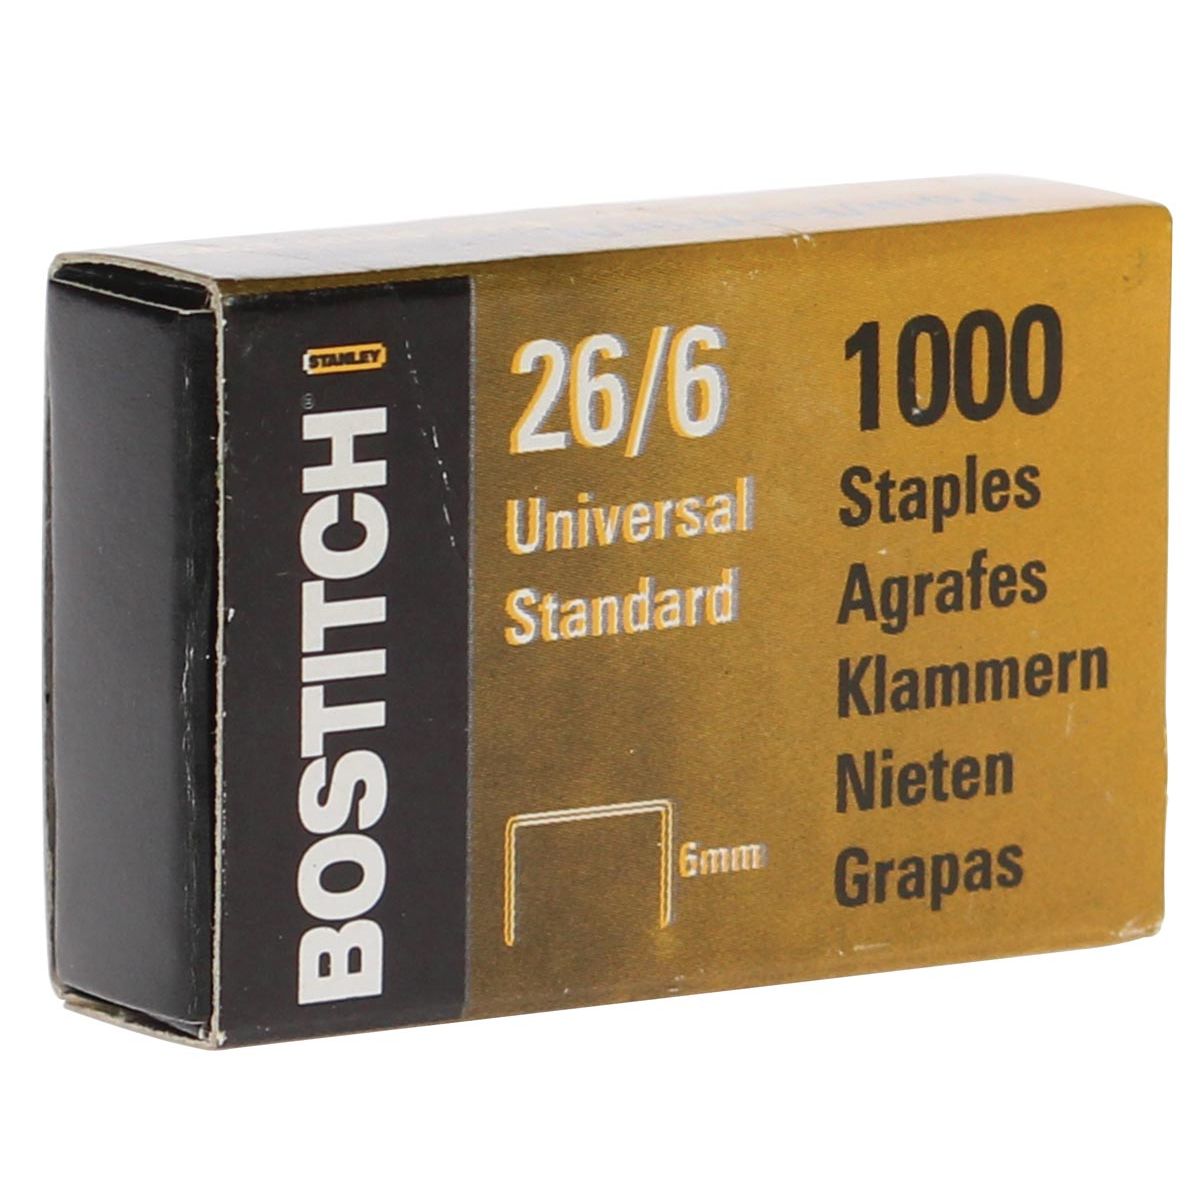 STANLEY
BOSTITCH®
26/6
Universal
Standard
6mm
1000
Staples
Agrafes
Klammern
Nieten
Grapas